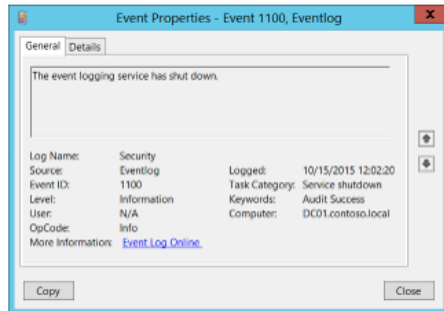 Event Properties - Event 1100, Eventlog
x
General Details
The event logging service has shut down.
Log Name: Security
Source: Eventlog Logged: 10/15/2015 12:02:20
Event ID: 1100 Task Category: Service shutdown
Level: Information Keywords: Audit Success
User: N/A Computer: DC01.contoso.local
OpCode: Info
More Information: Event Log Online
Copy Close